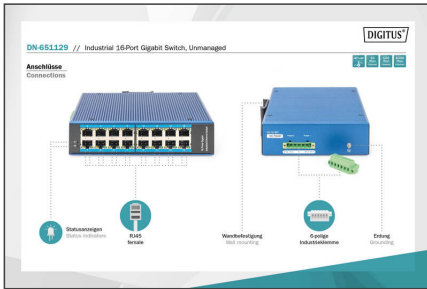 DIGITUS®
DN-651129 // Industrial 16-Port Gigabit Switch, Unmanaged
Anschlüsse
Connections
Statusanzeigen
Status indicators
RJ45
female
Wandbefestigung
Wall mounting
6-polige
Industrieklemme
Erdung
Grounding